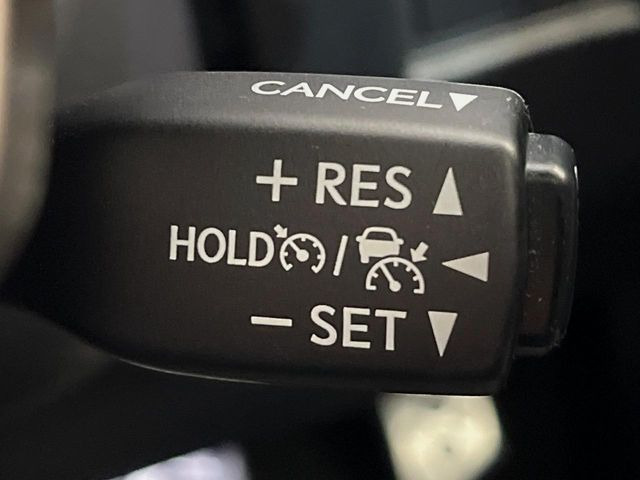 CANCEL▼
+ RES ▲
HOLD / ◀
− SET ▼